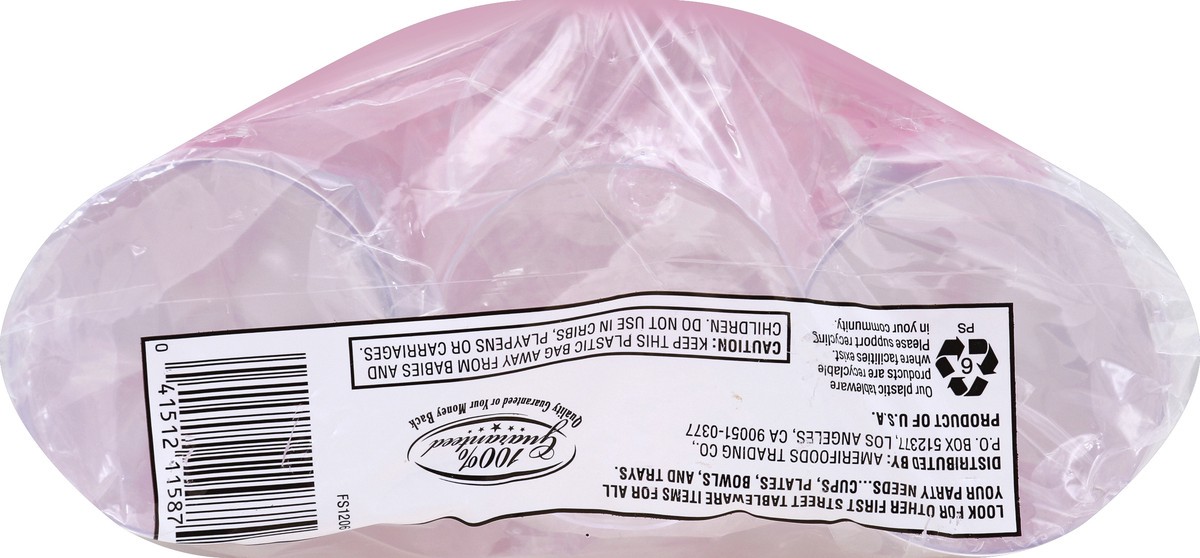 LOOK FOR OTHER FIRST STREET TABLEWARE ITEMS FOR ALL
YOUR PARTY NEEDS...CUPS, PLATES, BOWLS, AND TRAYS.
DISTRIBUTED BY: AMERIFOODS TRADING CO.,
P.O. BOX 512377, LOS ANGELES, CA 90051-0377
PRODUCT OF U.S.A.
Our plastic tableware
products are recyclable
where facilities exist.
Please support recycling
in your community.
6
PS
100%
Guaranteed
Quality Guaranteed or Your Money Back
CAUTION: KEEP THIS PLASTIC BAG AWAY FROM BABIES AND
CHILDREN. DO NOT USE IN CRIBS, PLAYPENS OR CARRIAGES.
FS1206
0 41512 11587